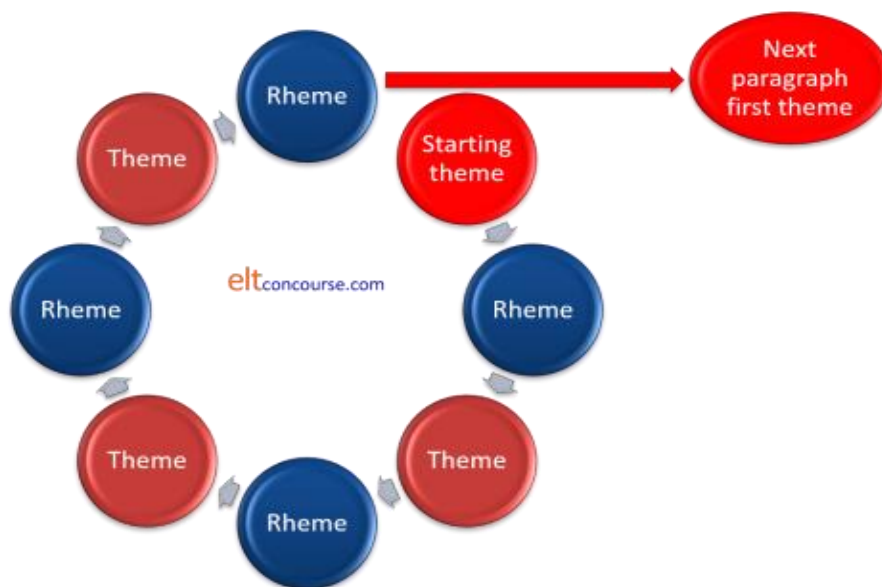 Rheme
Next
paragraph
first theme
Theme
Starting
theme
Rheme
eltconcourse.com
Rheme
Theme
Theme
Rheme